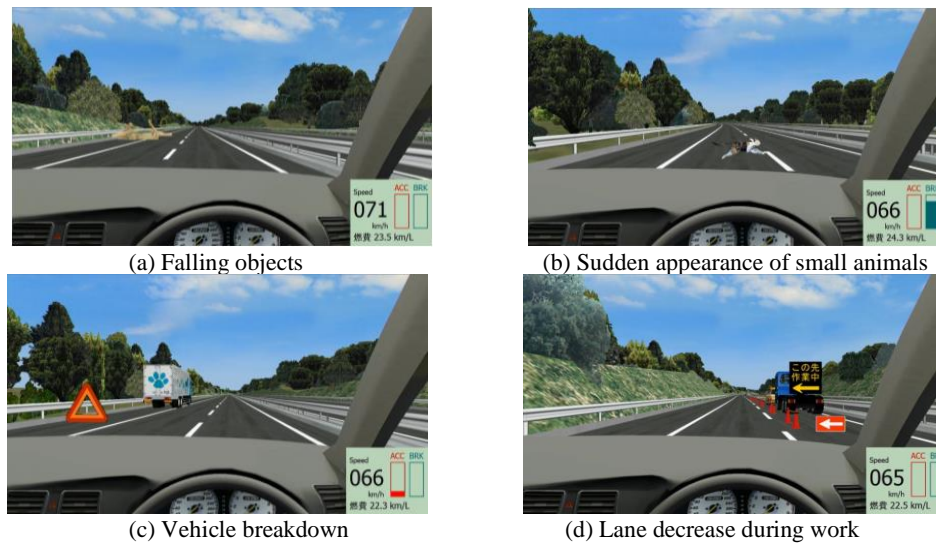 Speed ACC BRK
071
km/h
燃費 23.5 km/L
(a) Falling objects
Speed ACC BRK
066
km/h
燃費 24.3 km/L
(b) Sudden appearance of small animals
Speed ACC BRK
066
km/h
燃費 22.3 km/L
(c) Vehicle breakdown
この先
作業中
Speed ACC BRK
065
km/h
燃費 22.5 km/L
(d) Lane decrease during work